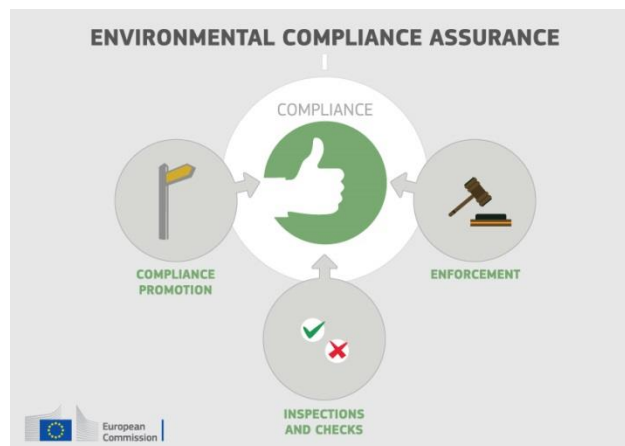 ENVIRONMENTAL COMPLIANCE ASSURANCE
COMPLIANCE
COMPLIANCE
PROMOTION
ENFORCEMENT
INSPECTIONS
AND CHECKS
European
Commission